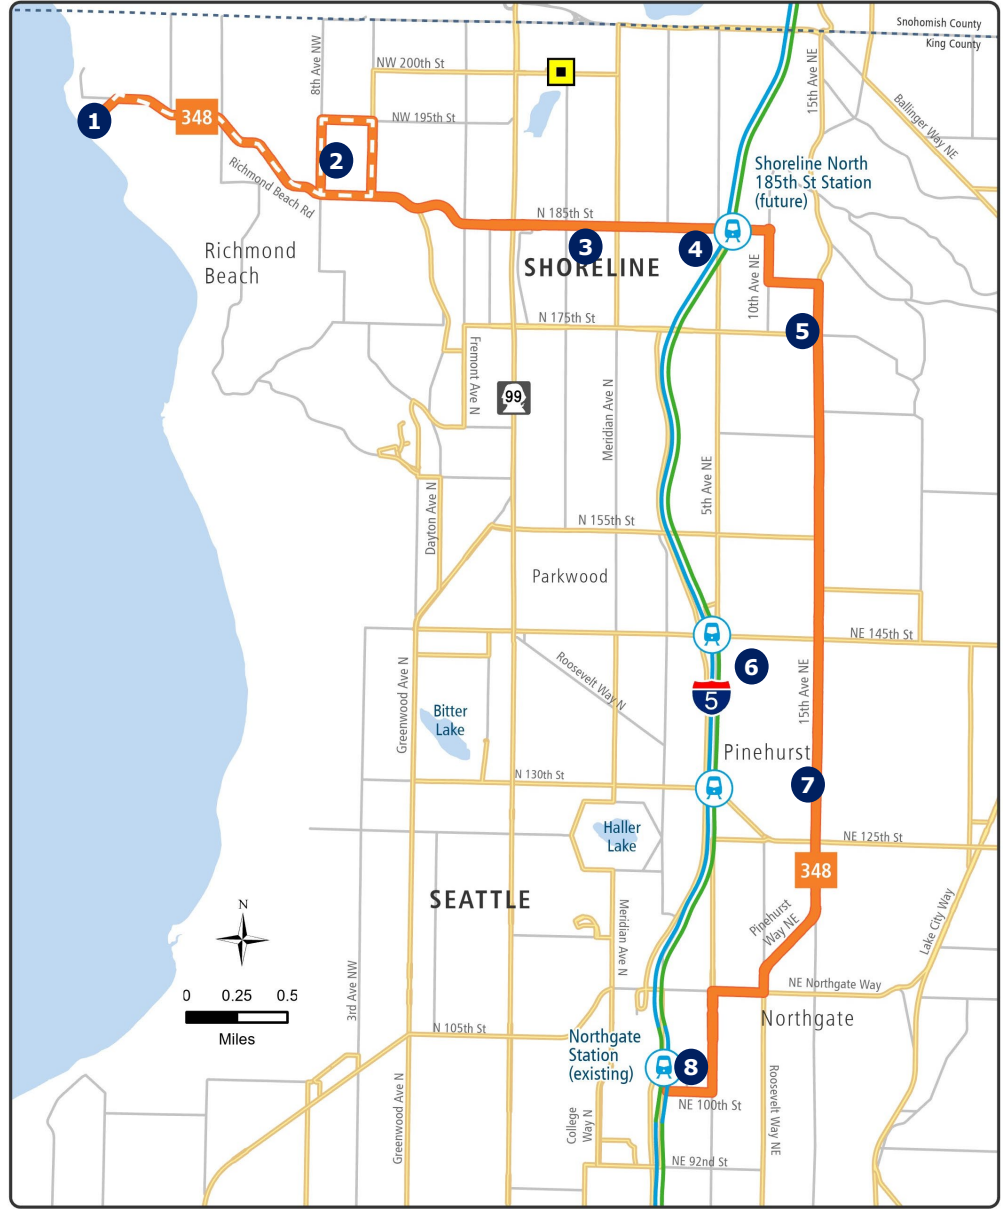 Snohomish County
King County
8th Ave NW
NW 200th St
15th Ave NE
Ballinger Way NE
1
348
NW 195th St
2
Richmond Beach Rd
Shoreline North
185th St Station
(future)
N 185th St
3
4
Richmond
Beach
SHORELINE
10th Ave NE
N 175th St
5
Fremont Ave N
99
Meridian Ave N
5th Ave NE
Dayton Ave N
N 155th St
Parkwood
NE 145th St
6
Roosevelt Way N
5
Greenwood Ave N
15th Ave NE
Bitter
Lake
Pinehurst
N 130th St
7
Haller
Lake
NE 125th St
348
SEATTLE
N
Meridian Ave N
Pinehurst
Way NE
Lake City Way
3rd Ave NW
0 0.25 0.5
Miles
NE Northgate Way
Northgate
N 105th St
Northgate
Station
(existing)
8
Greenwood Ave N
College
Way N
Roosevelt Way NE
NE 100th St
NE 92nd St